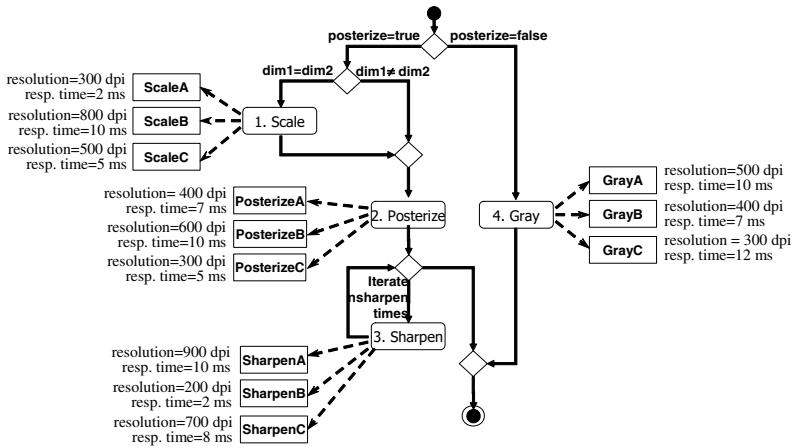 posterize=true
posterize=false
dim1=dim2
dim1≠ dim2
resolution=300 dpi
resp. time=2 ms
ScaleA
resolution=800 dpi
resp. time=10 ms
ScaleB
resolution=500 dpi
resp. time=5 ms
ScaleC
1. Scale
resolution= 400 dpi
resp. time=7 ms
PosterizeA
resolution=600 dpi
resp. time=10 ms
PosterizeB
resolution=300 dpi
resp. time=5 ms
PosterizeC
2. Posterize
4. Gray
GrayA
resolution=500 dpi
resp. time=10 ms
GrayB
resolution=400 dpi
resp. time=7 ms
GrayC
resolution = 300 dpi
resp. time=12 ms
Iterate
nsharpen
times
3. Sharpen
resolution=900 dpi
resp. time=10 ms
SharpenA
resolution=200 dpi
resp. time=2 ms
SharpenB
resolution=700 dpi
resp. time=8 ms
SharpenC